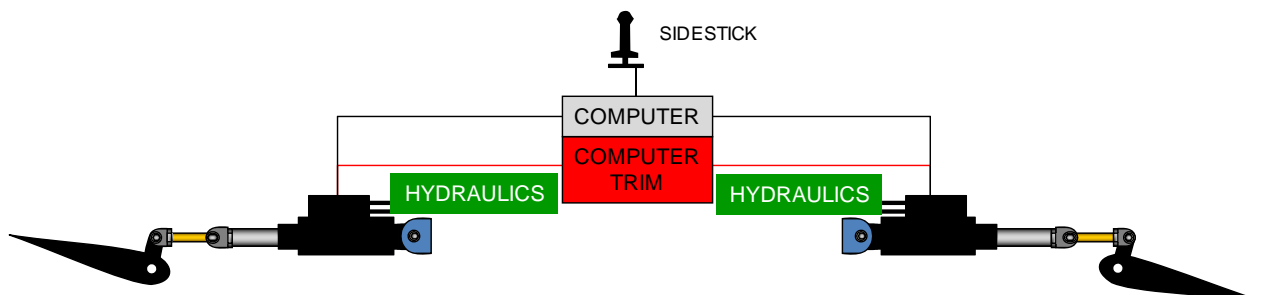 SIDESTICK
COMPUTER
COMPUTER
TRIM
HYDRAULICS
HYDRAULICS